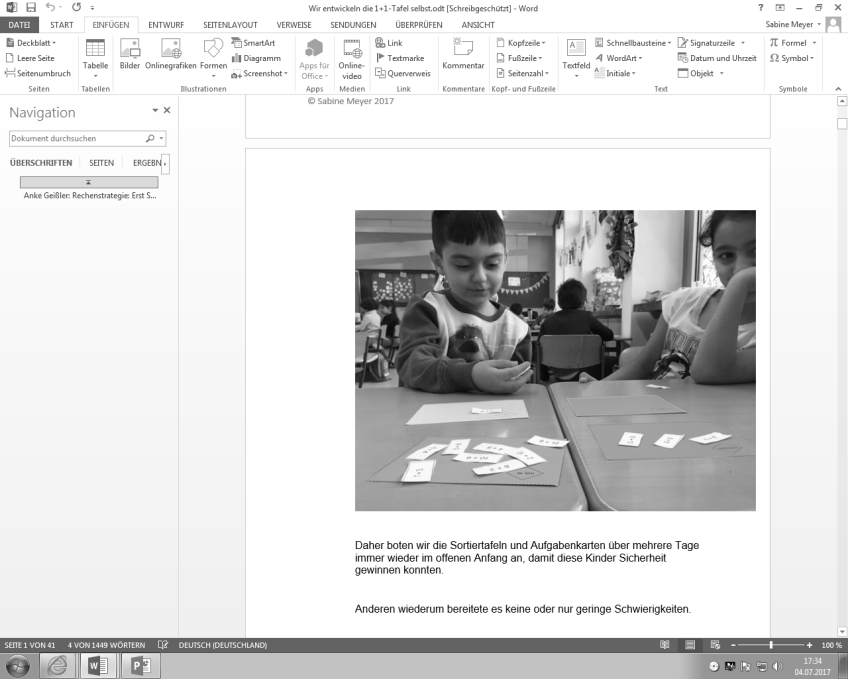 Wir entwickeln die 1+1-Tafel selbst.odt [Schreibgeschützt] - Word
DATEI START EINFÜGEN ENTWURF SEITENLAYOUT VERWEISE SENDUNGEN ÜBERPRÜFEN ANSICHT Sabine Meyer
Deckblatt
Leere Seite
Seitenumbruch
Seiten
Tabelle
Tabellen
Bilder Onlinegrafiken Formen
SmartArt
Diagramm
Screenshot
Illustrationen
Apps für
Office
Apps
Online-
video
Medien
Link
Textmarke
Querverweis
Link
Kommentar
Kommentare
Kopfzeile
Fußzeile
Seitenzahl
Kopf- und Fußzeile
Textfeld
Schnellbausteine
WordArt
Initiale
Signaturzeile
Datum und Uhrzeit
Objekt
Text
Formel
Symbol
Symbole
Navigation
Dokument durchsuchen
ÜBERSCHRIFTEN SEITEN ERGEBN
Anke Geißler: Rechenstrategie: Erst S...
© Sabine Meyer 2017
Daher boten wir die Sortiertafeln und Aufgabenkarten über mehrere Tage
immer wieder im offenen Anfang an, damit diese Kinder Sicherheit
gewinnen konnten.
Anderen wiederum bereitete es keine oder nur geringe Schwierigkeiten.
SEITE 1 VON 41 4 VON 1449 WÖRTERN DEUTSCH (DEUTSCHLAND) 100 %
17:34
04.07.2017